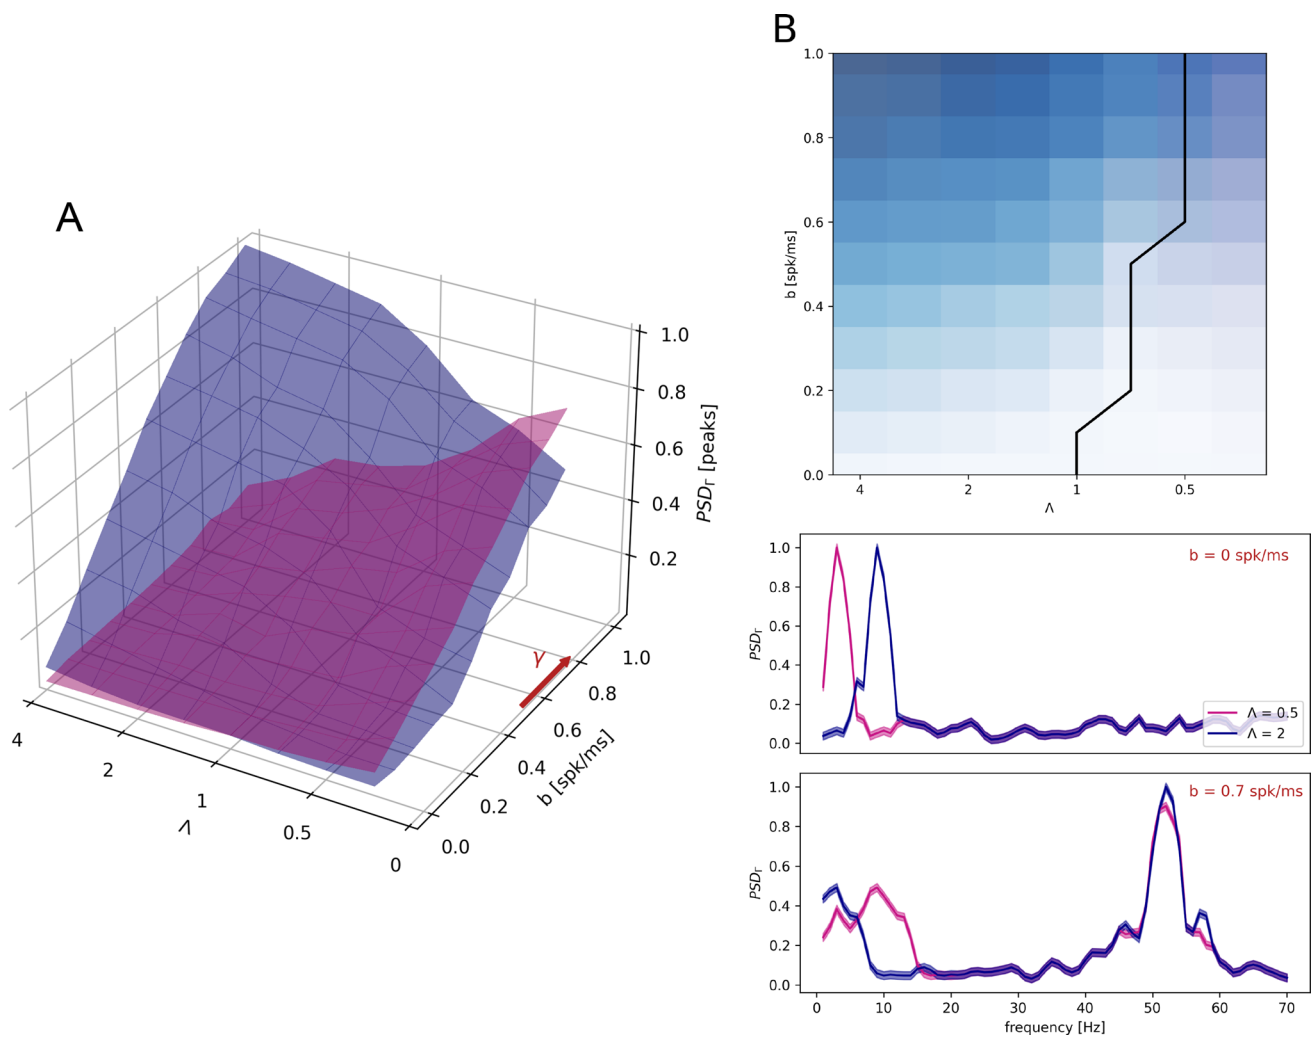 A
1.0
0.8
0.6
0.4
0.2
PSD_Γ [peaks]
γ
1.0
0.8
0.6
0.4
0.2
0.0
b [spk/ms]
4
2
1
0.5
0
Λ
B
1.0
0.8
0.6
0.4
0.2
0.0
b [spk/ms]
4
2
1
0.5
Λ
b = 0 spk/ms
1.0
0.8
0.6
0.4
0.2
0.0
PSD_Γ
Λ = 0.5
Λ = 2
b = 0.7 spk/ms
1.0
0.8
0.6
0.4
0.2
0.0
PSD_Γ
0 10 20 30 40 50 60 70
frequency [Hz]